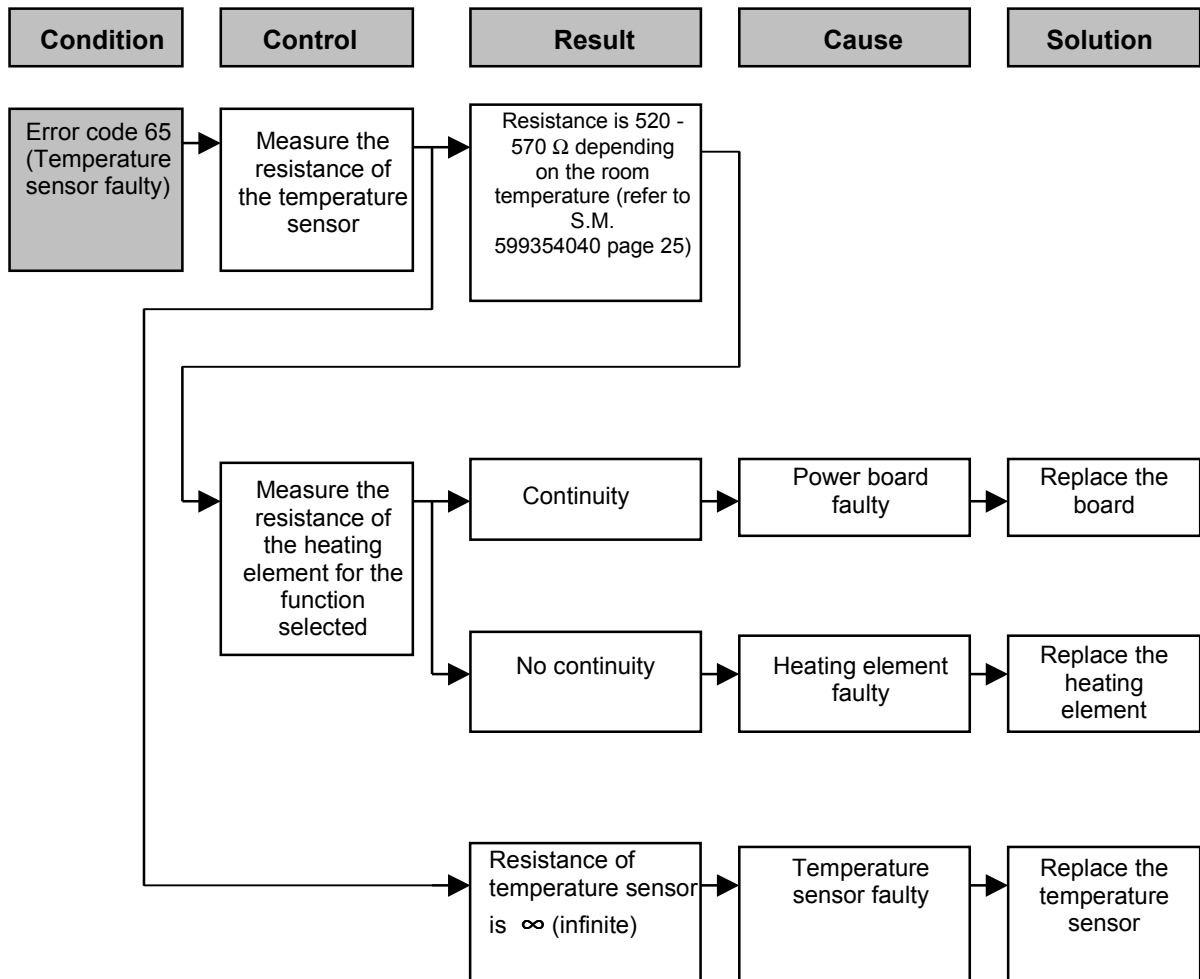 Condition
Control
Result
Cause
Solution
Error code 65
(Temperature
sensor faulty)
Measure the
resistance of
the temperature
sensor
Resistance is 520 -
570 Ω depending
on the room
temperature (refer to
S.M.
599354040 page 25)
Measure the
resistance of
the heating
element for the
function
selected
Continuity
Power board
faulty
Replace the
board
No continuity
Heating element
faulty
Replace the
heating
element
Resistance of
temperature sensor
is ∞ (infinite)
Temperature
sensor faulty
Replace the
temperature
sensor